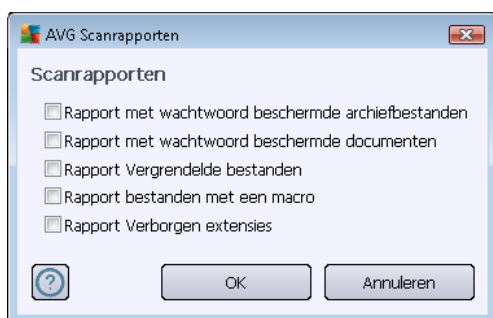 AVG Scanrapporten
Scanrapporten
Rapport met wachtwoord beschermde archiefbestanden
Rapport met wachtwoord beschermde documenten
Rapport Vergrendelde bestanden
Rapport bestanden met een macro
Rapport Verborgen extensies
? OK Annuleren